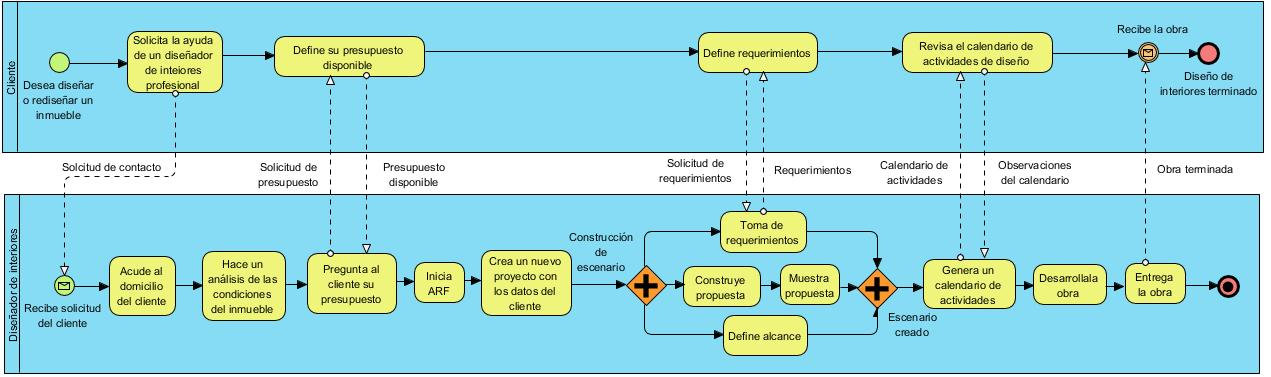 Cliente
Desea diseñar
o rediseñar un
inmueble
Solicita la ayuda
de un diseñador
de inteiores
profesional
Define su presupuesto
disponible
Define requerimientos
Revisa el calendario de
actividades de diseño
Recibe la obra
Diseño de
interiores terminado
Solcitud de contacto
Solicitud de
presupuesto
Presupuesto
disponible
Solicitud de
requerimientos
Requerimientos
Calendario de
actividades
Observaciones
del calendario
Obra terminada
Diseñador de interiores
Recibe solicitud
del cliente
Acude al
domicilio
del cliente
Hace un
análisis de las
condiciones
del inmueble
Pregunta al
cliente su
presupuesto
Inicia
ARF
Crea un nuevo
proyecto con
los datos del
cliente
Construcción
de
escenario
Toma de
requerimientos
Construye
propuesta
Muestra
propuesta
Define alcance
Escenario
creado
Genera un
calendario de
actividades
Desarrollala
obra
Entrega
la obra